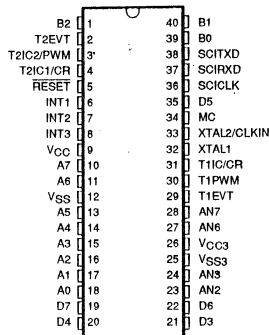 B2 1 40 B1
T2EVT 2 39 B0
T2IC2/PWM 3 38 SCITXD
T2IC1/CR 4 37 SCIRXD
RESET 5 36 SCICLK
INT1 6 35 D5
INT2 7 34 MC
INT3 8 33 XTAL2/CLKIN
VCC 9 32 XTAL1
A7 10 31 T1IC/CR
A6 11 30 T1PWM
VSS 12 29 T1EVT
A5 13 28 AN7
A4 14 27 AN6
A3 15 26 VCC3
A2 16 25 VSS3
A1 17 24 AN3
A0 18 23 AN2
D7 19 22 D6
D4 20 21 D3